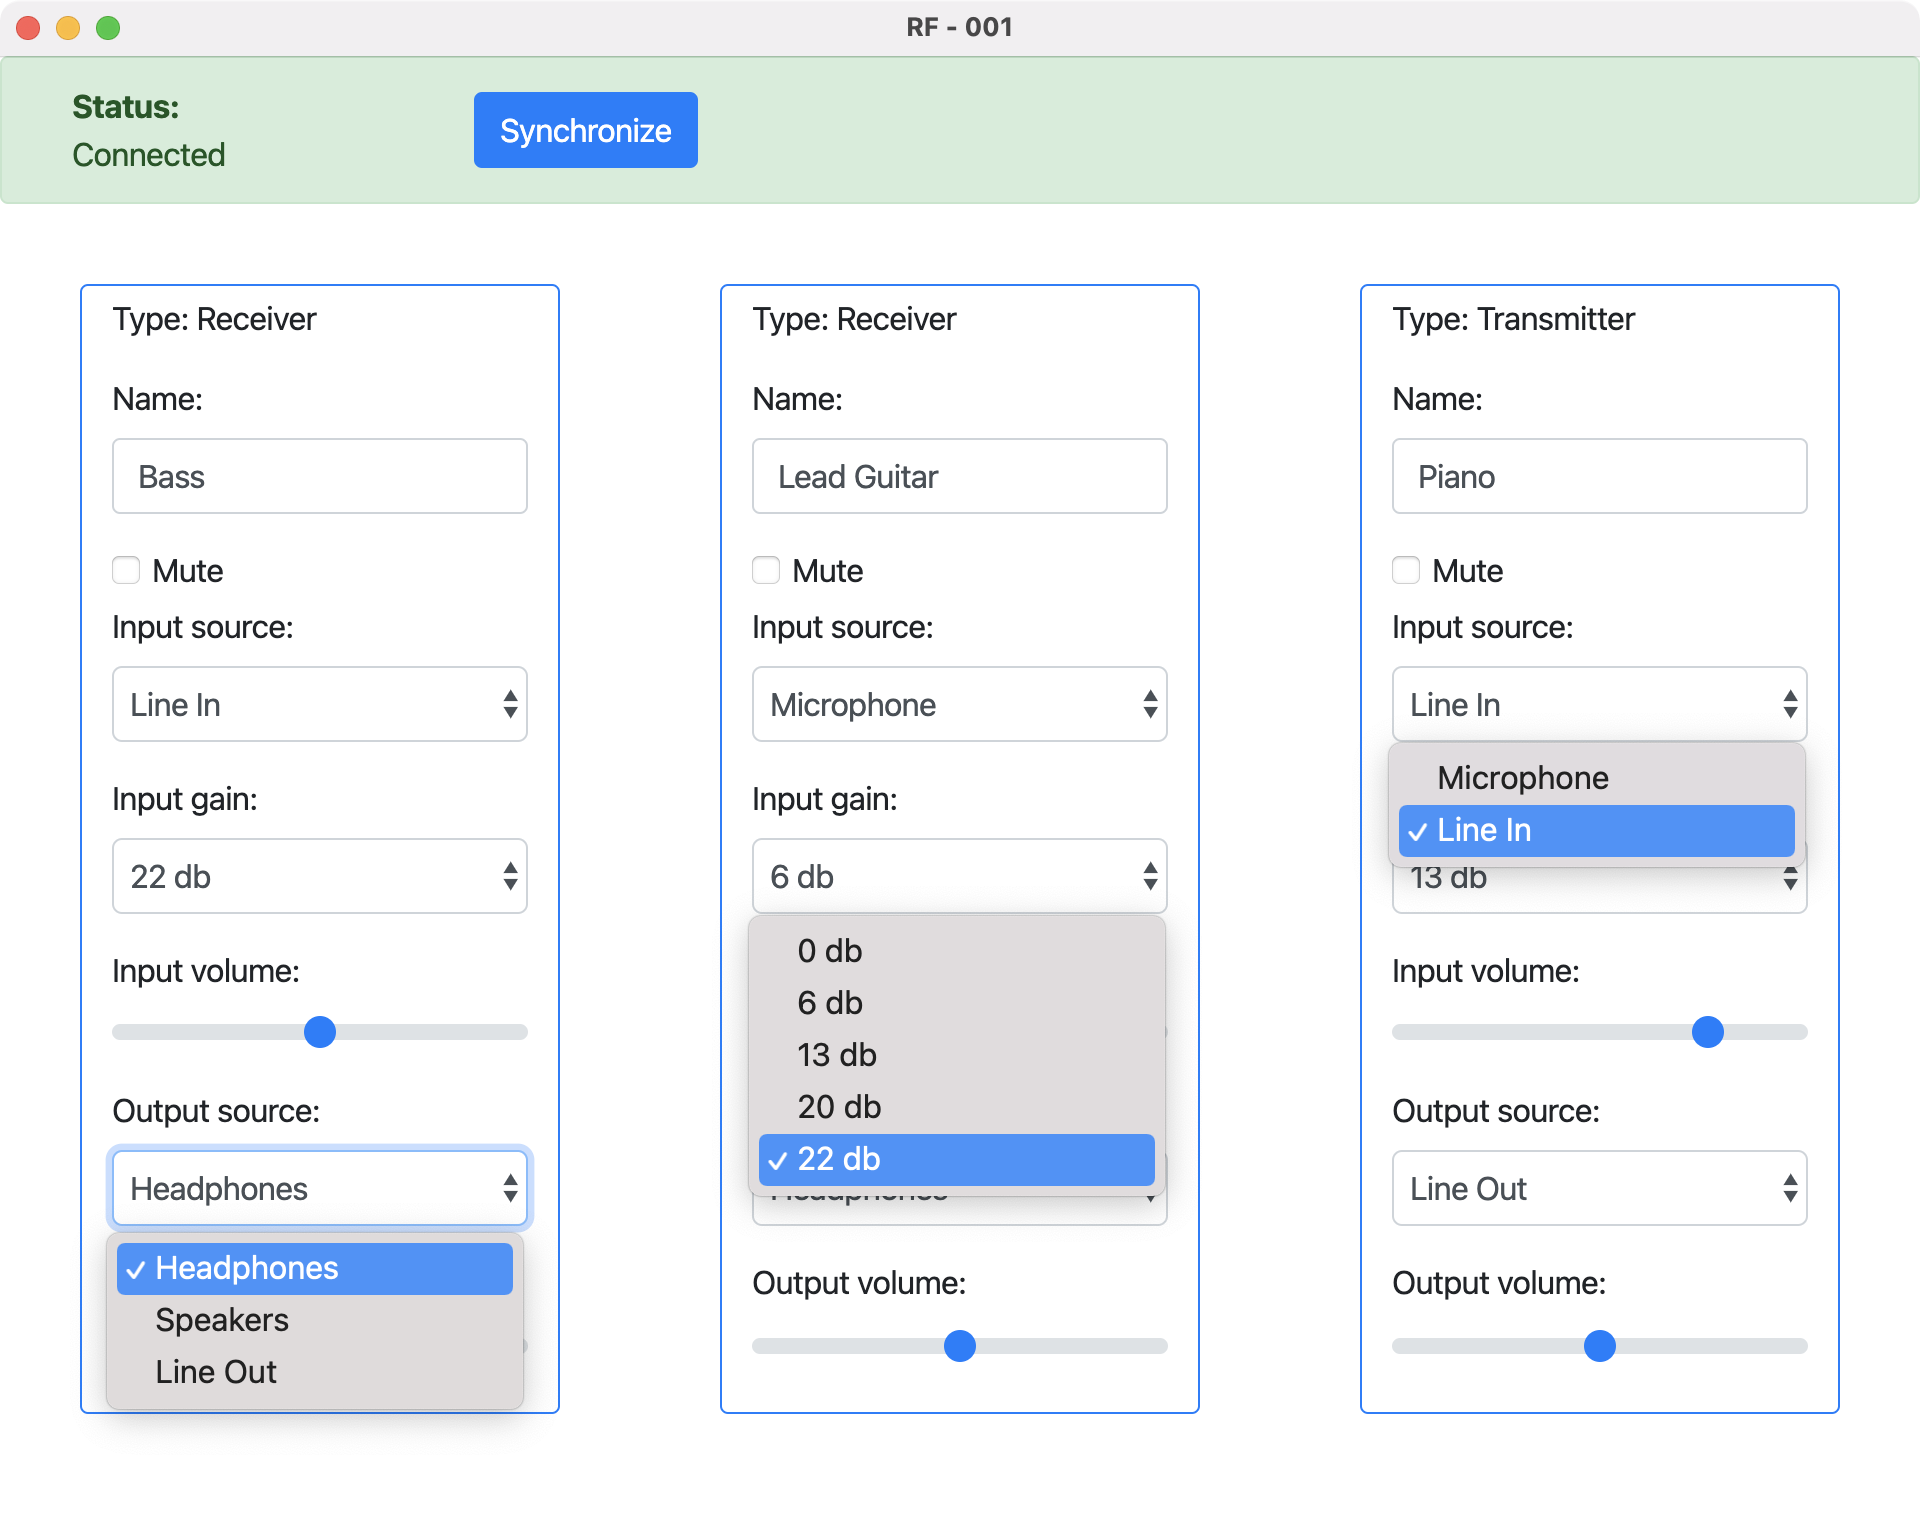 RF - 001
Status:
Connected
Synchronize
Type: Receiver
Name:
Bass
Mute
Input source:
Line In
Input gain:
22 db
Input volume:
Output source:
Headphones
✓ Headphones
Speakers
Line Out
Type: Receiver
Name:
Lead Guitar
Mute
Input source:
Microphone
Input gain:
6 db
0 db
6 db
13 db
20 db
✓ 22 db
Headphones
Output volume:
Type: Transmitter
Name:
Piano
Mute
Input source:
Line In
Microphone
✓ Line In
13 db
Input volume:
Output source:
Line Out
Output volume: